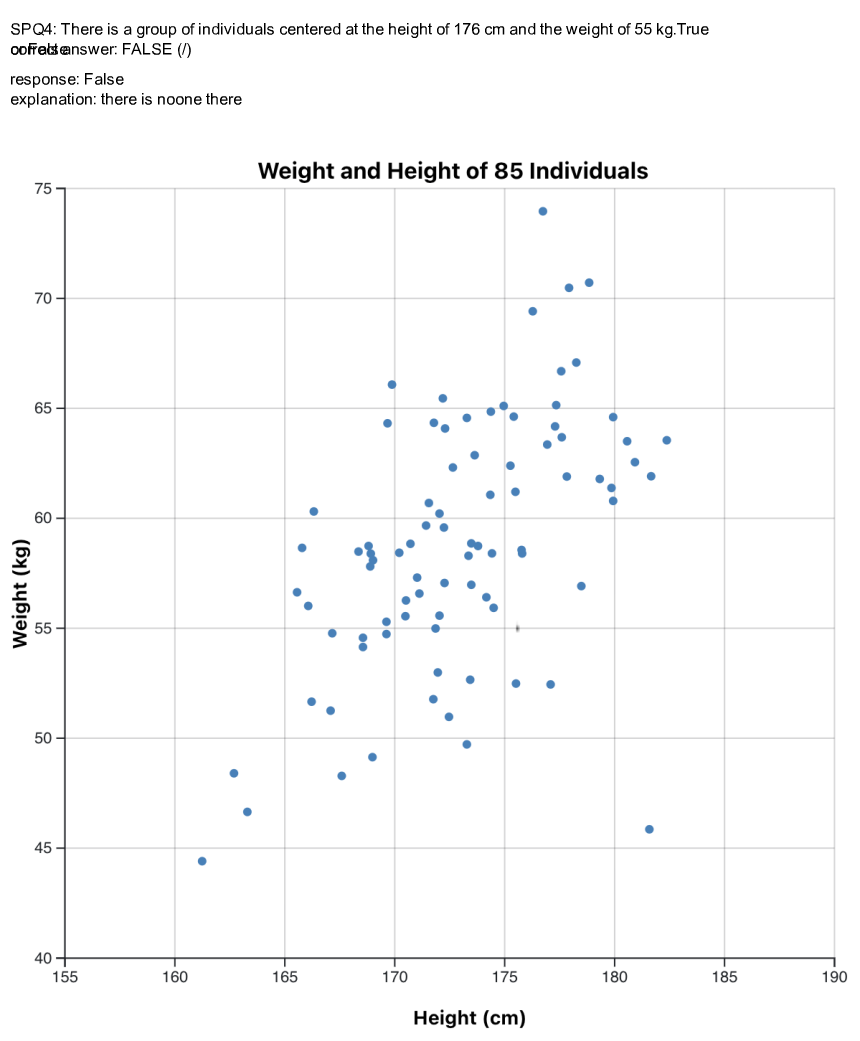 SPQ4: There is a group of individuals centered at the height of 176 cm and the weight of 55 kg.True
or False
correct answer: FALSE (/)
response: False
explanation: there is noone there
Weight and Height of 85 Individuals
75
70
65
60
55
50
45
40
Weight (kg)
155 160 165 170 175 180 185 190
Height (cm)